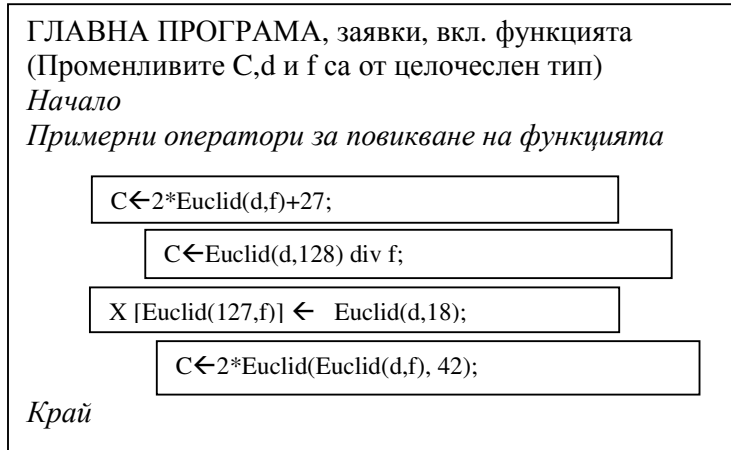 ГЛАВНА ПРОГРАМА, заявки, вкл. функцията
(Променливите C,d и f са от целочеслен тип)
Начало
Примерни оператори за повикване на функцията
C←2*Euclid(d,f)+27;
C←Euclid(d,128) div f;
X [Euclid(127,f)] ← Euclid(d,18);
C←2*Euclid(Euclid(d,f), 42);
Край